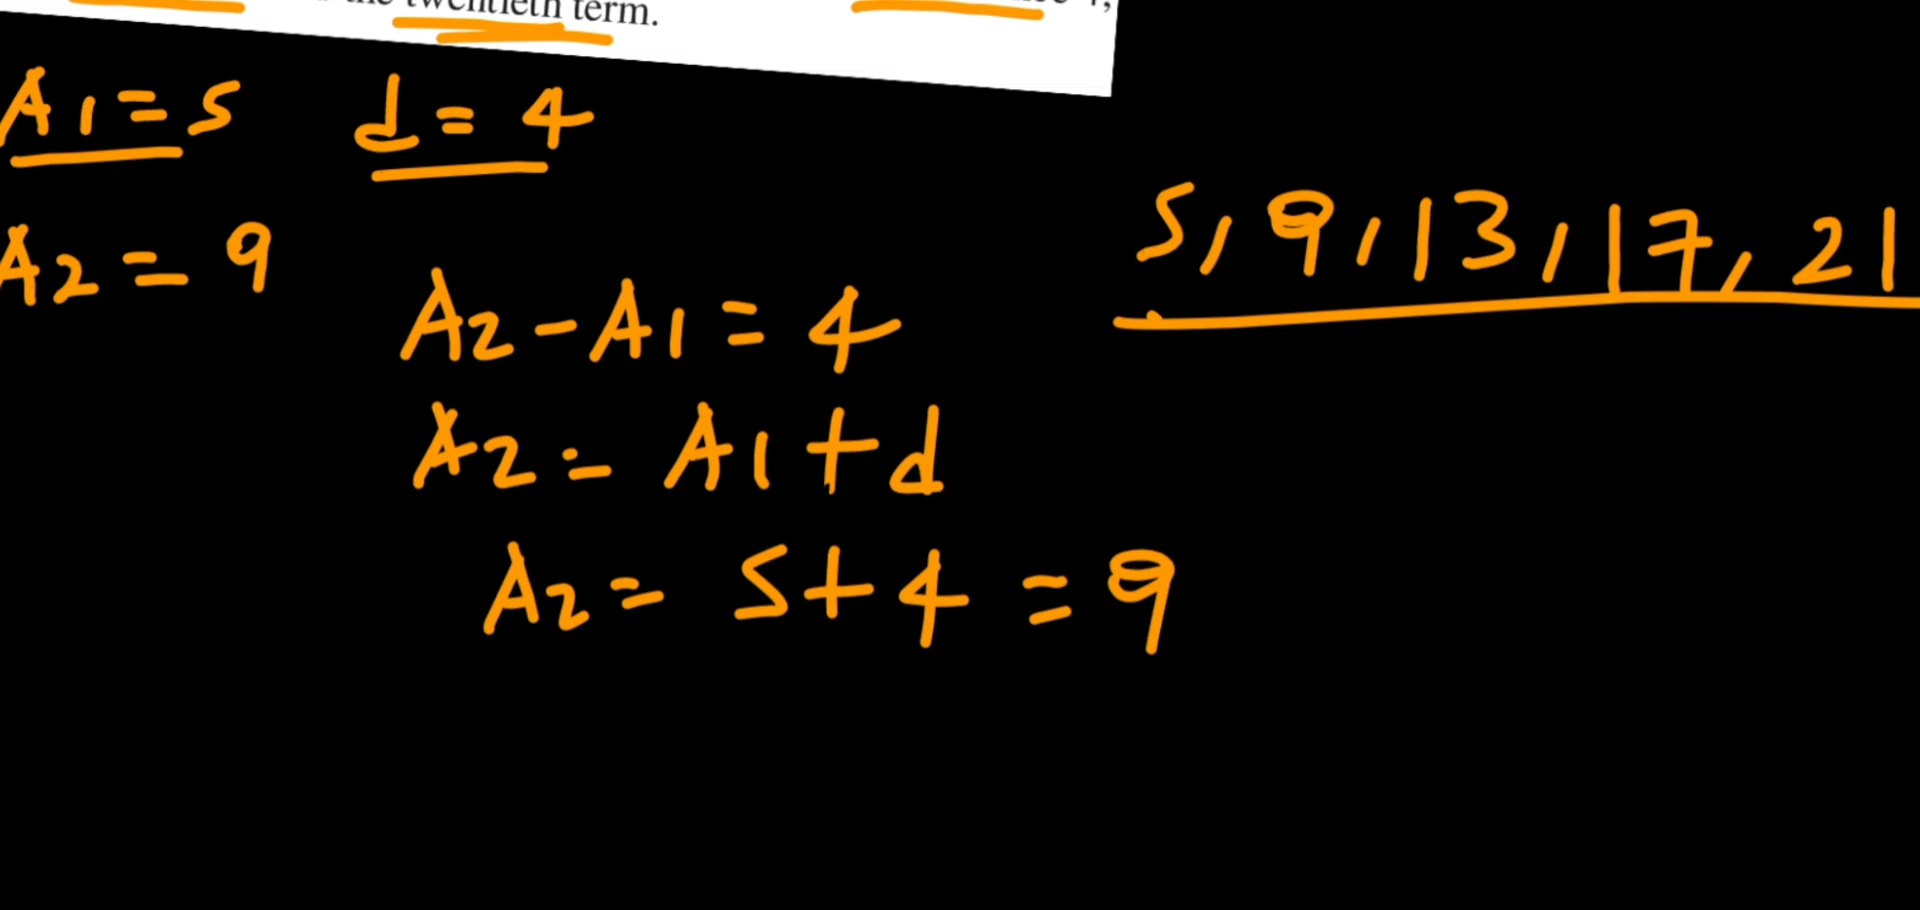 twentieth term.
A1 = 5 d = 4
5, 9, 13, 17, 21
A2 = 9
A2 - A1 = 4
A2 = A1 + d
A2 = 5 + 4 = 9